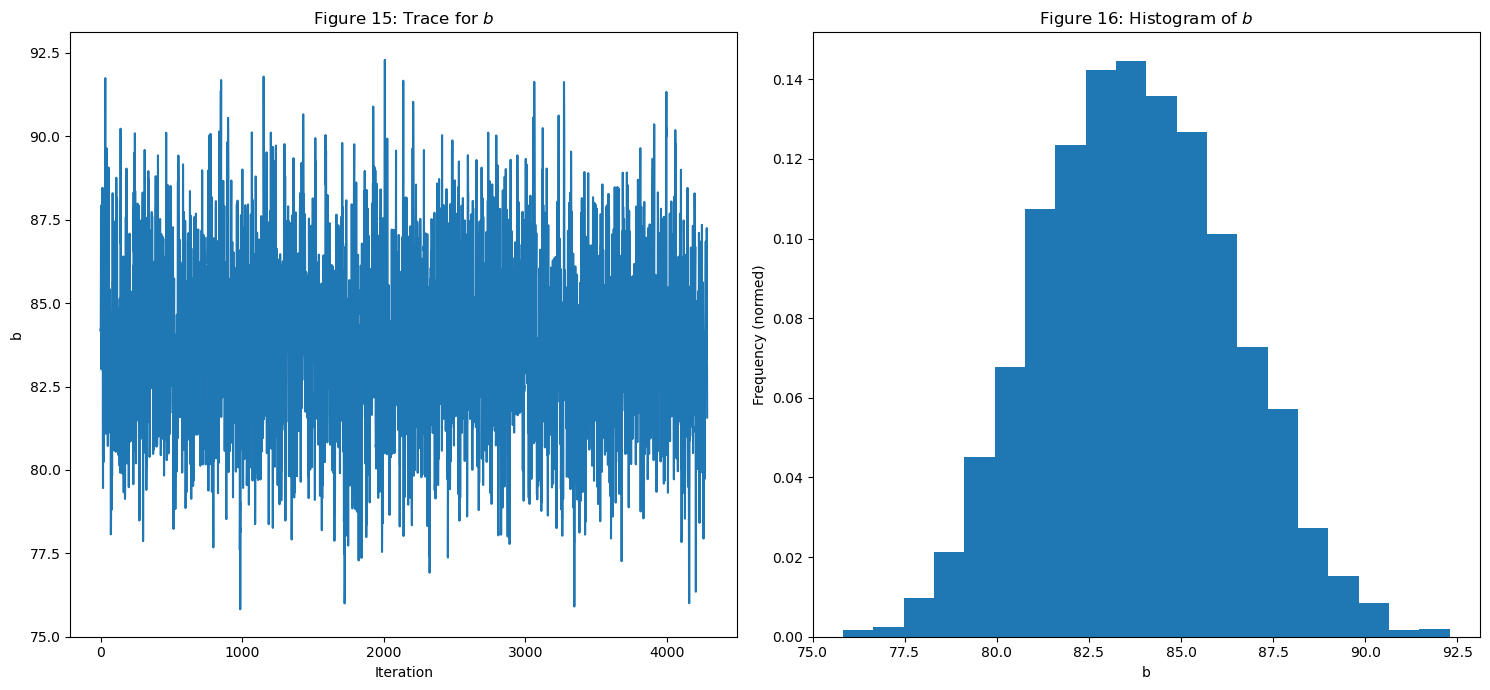 Figure 15: Trace for b
92.5
90.0
87.5
85.0
82.5
80.0
77.5
75.0
b
0 1000 2000 3000 4000
Iteration
Figure 16: Histogram of b
0.14
0.12
0.10
0.08
0.06
0.04
0.02
0.00
Frequency (normed)
75.0 77.5 80.0 82.5 85.0 87.5 90.0 92.5
b